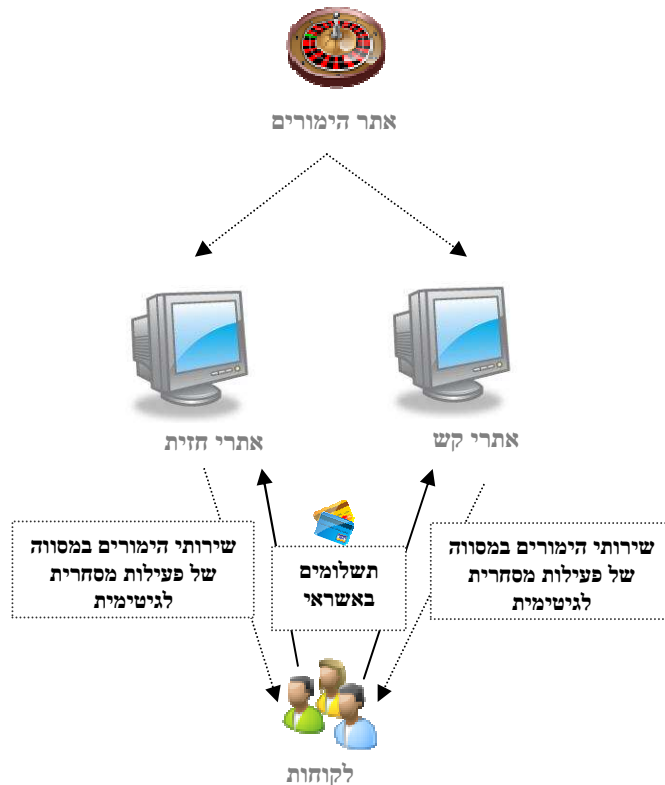 אתר הימורים
אתרי חזית
אתרי קש
שירותי הימורים במסווה
של פעילות מסחרית
לגיטימית
תשלומים
באשראי
שירותי הימורים במסווה
של פעילות מסחרית
לגיטימית
לקוחות